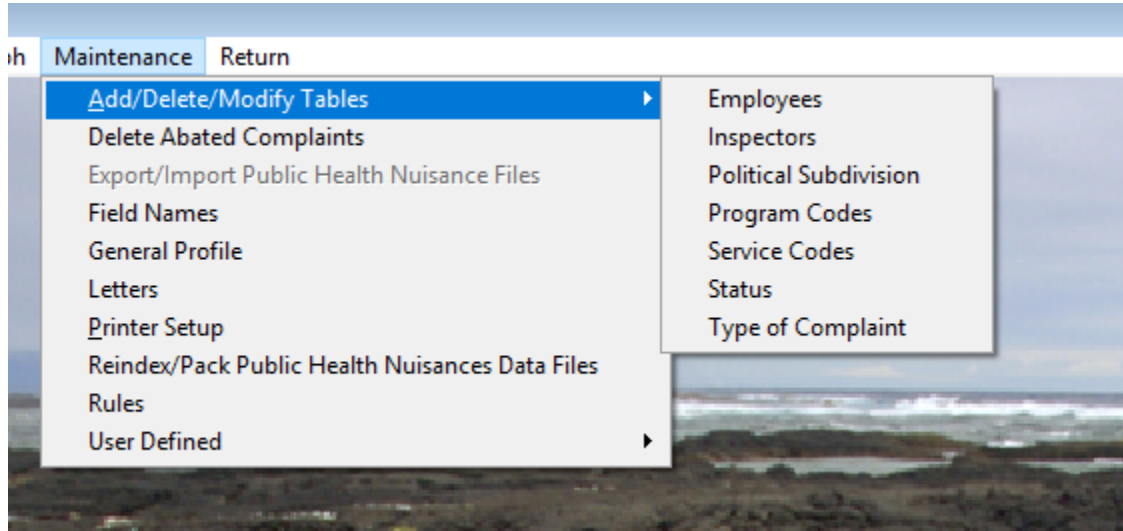 ph Maintenance Return
Add/Delete/Modify Tables
Delete Abated Complaints
Export/Import Public Health Nuisance Files
Field Names
General Profile
Letters
Printer Setup
Reindex/Pack Public Health Nuisances Data Files
Rules
User Defined
Employees
Inspectors
Political Subdivision
Program Codes
Service Codes
Status
Type of Complaint